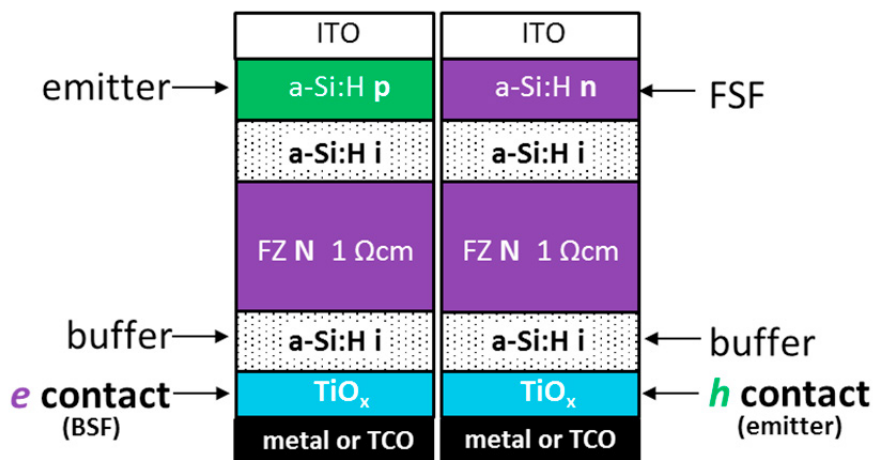 ITO ITO
emitter a-Si:H p a-Si:H n FSF
a-Si:H i a-Si:H i
FZ N 1 Ωcm FZ N 1 Ωcm
buffer a-Si:H i a-Si:H i buffer
e contact TiOx TiOx h contact
(BSF) (emitter)
metal or TCO metal or TCO